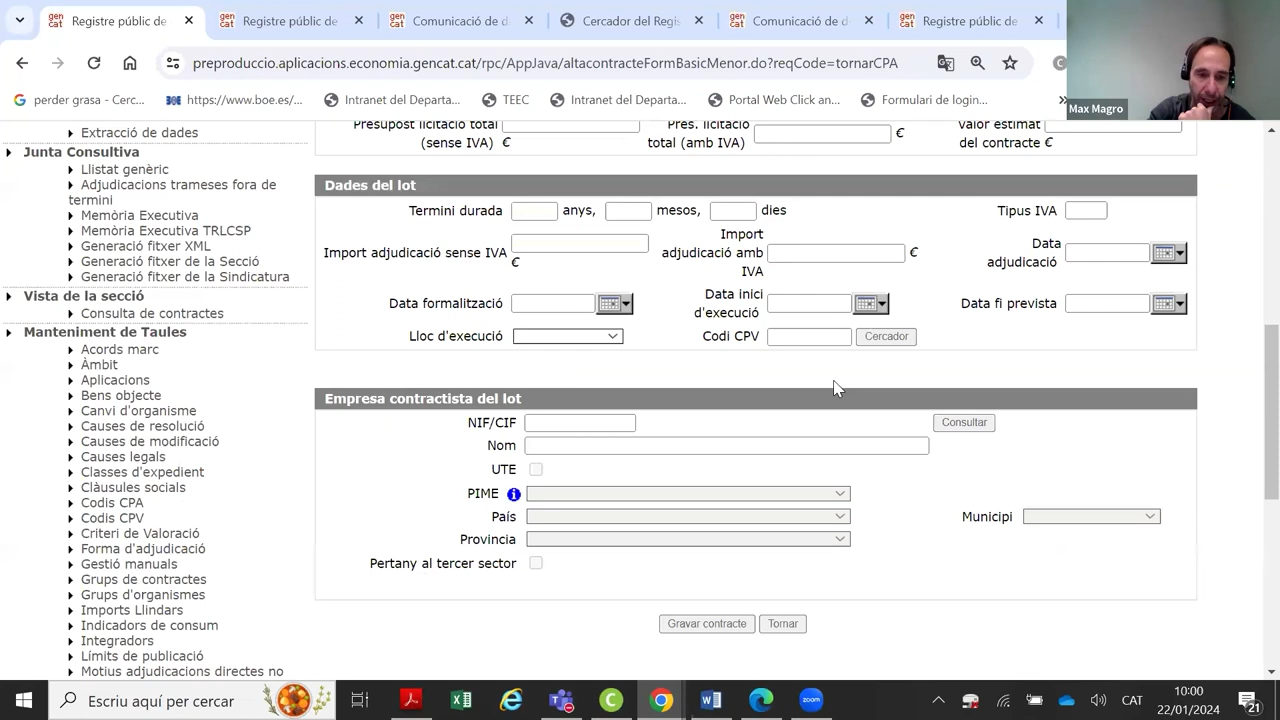 Registre públic de
Registre públic de
Comunicació de d
Cercador del Regis
Comunicació de d
Registre públic de
preproduccio.aplicacions.economia.gencat.cat/rpc/AppJava/altacontracteFormBasicMenor.do?reqCode=tornarCPA
perder grasa - Cerc...
https://www.boe.es/...
Intranet del Departa...
TEEC
Intranet del Departa...
Portal Web Click an...
Formulari de login...
Max Magro
Extracció de dades
Junta Consultiva
Llistat genèric
Adjudicacions trameses fora de
termini
Memòria Executiva
Memòria Executiva TRLCSP
Generació fitxer XML
Generació fitxer de la Secció
Generació fitxer de la Sindicatura
Vista de la secció
Consulta de contractes
Manteniment de Taules
Acords marc
Àmbit
Aplicacions
Bens objecte
Canvi d'organisme
Causes de resolució
Causes de modificació
Causes legals
Classes d'expedient
Clàusules socials
Codis CPA
Codis CPV
Criteri de Valoració
Forma d'adjudicació
Gestió manuals
Grups de contractes
Grups d'organismes
Imports Llindars
Indicadors de consum
Integradors
Límits de publicació
Motius adjudicacions directes no
Presupost licitació total
(sense IVA) €
Pres. licitació
total (amb IVA) €
Valor estimat
del contracte €
Dades del lot
Termini durada anys, mesos, dies
Tipus IVA
Import adjudicació sense IVA €
Import
adjudicació amb
IVA €
Data
adjudicació
Data formalització
Data inici
d'execució
Data fi prevista
Lloc d'execució
Codi CPV Cercador
Empresa contractista del lot
NIF/CIF Consultar
Nom
UTE
PIME
País Municipi
Provincia
Pertany al tercer sector
Gravar contracte Tornar
Escriu aquí per cercar
CAT
10:00
22/01/2024
21